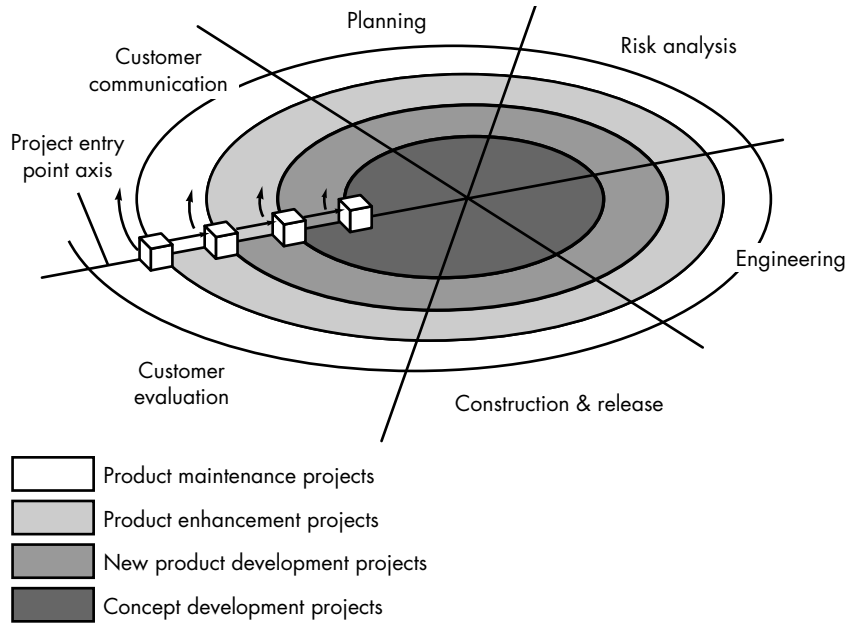 Planning
Risk analysis
Customer
communication
Project entry
point axis
Engineering
Customer
evaluation
Construction & release
Product maintenance projects
Product enhancement projects
New product development projects
Concept development projects